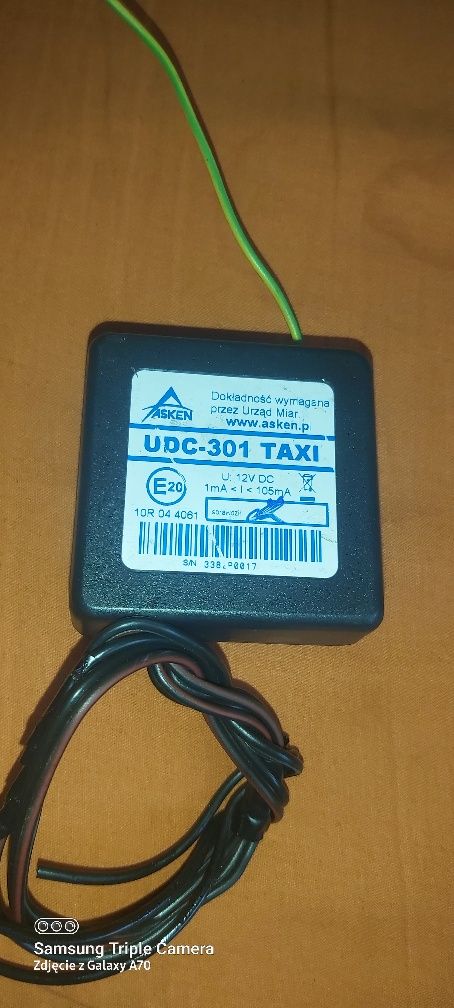 ASKEN
Dokładność wymagana
przez Urząd Miar.
www.asken.p
UDC-301 TAXI
E20
U: 12V DC
1mA < I < 105mA
10R 04 4061
sprawdził
S/N
Samsung Triple Camera
Zdjęcie z Galaxy A70